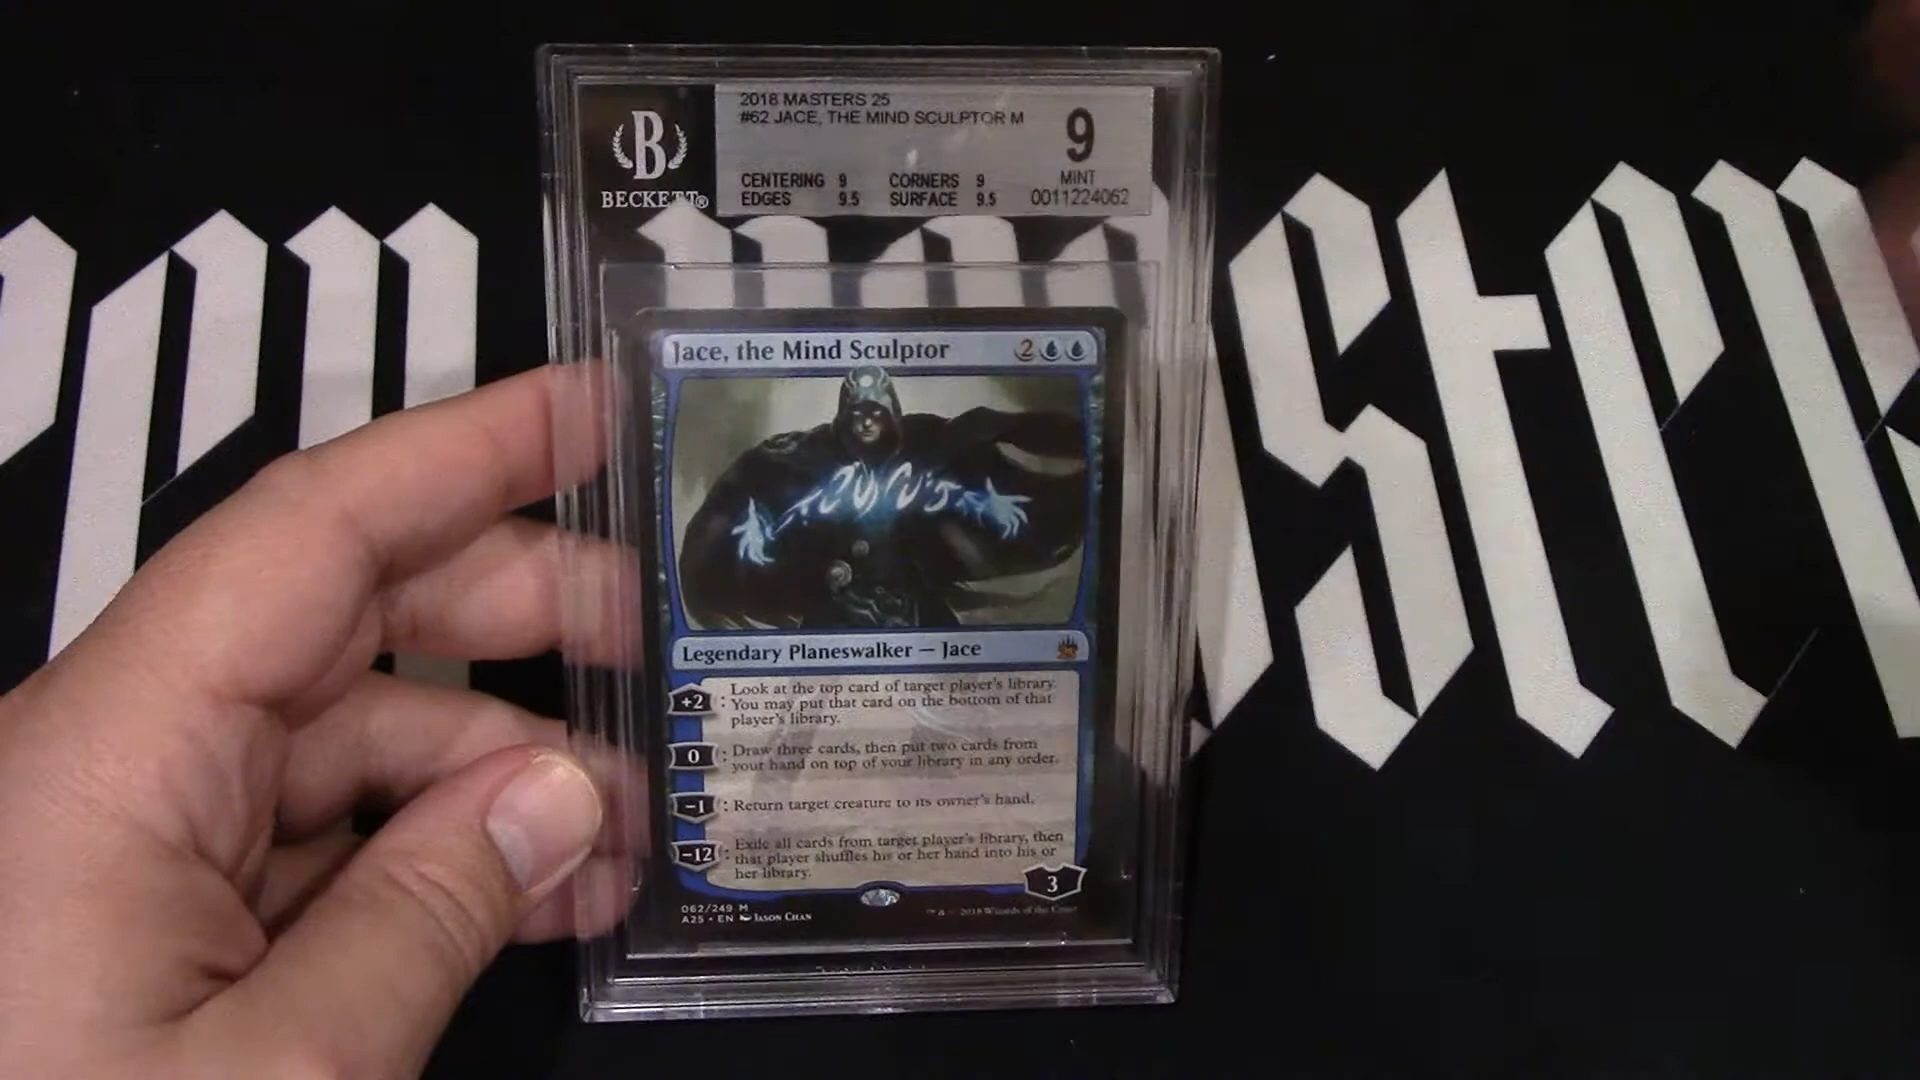 2018 MASTERS 25
#62 JACE, THE MIND SCULPTOR M
9
CENTERING 9 CORNERS 9
MINT
EDGES 9.5 SURFACE 9.5
0011224062
B
BECKETT®
Jace, the Mind Sculptor 2
Legendary Planeswalker — Jace
+2 : Look at the top card of target player's library.
You may put that card on the bottom of that
player's library.
0 : Draw three cards, then put two cards from
your hand on top of your library in any order.
−1 : Return target creature to its owner's hand.
−12 : Exile all cards from target player's library, then
that player shuffles his or her hand into his or
her library.
3
062/249 M
A25 • EN Jason Chan
2018 Wizards of the Coast